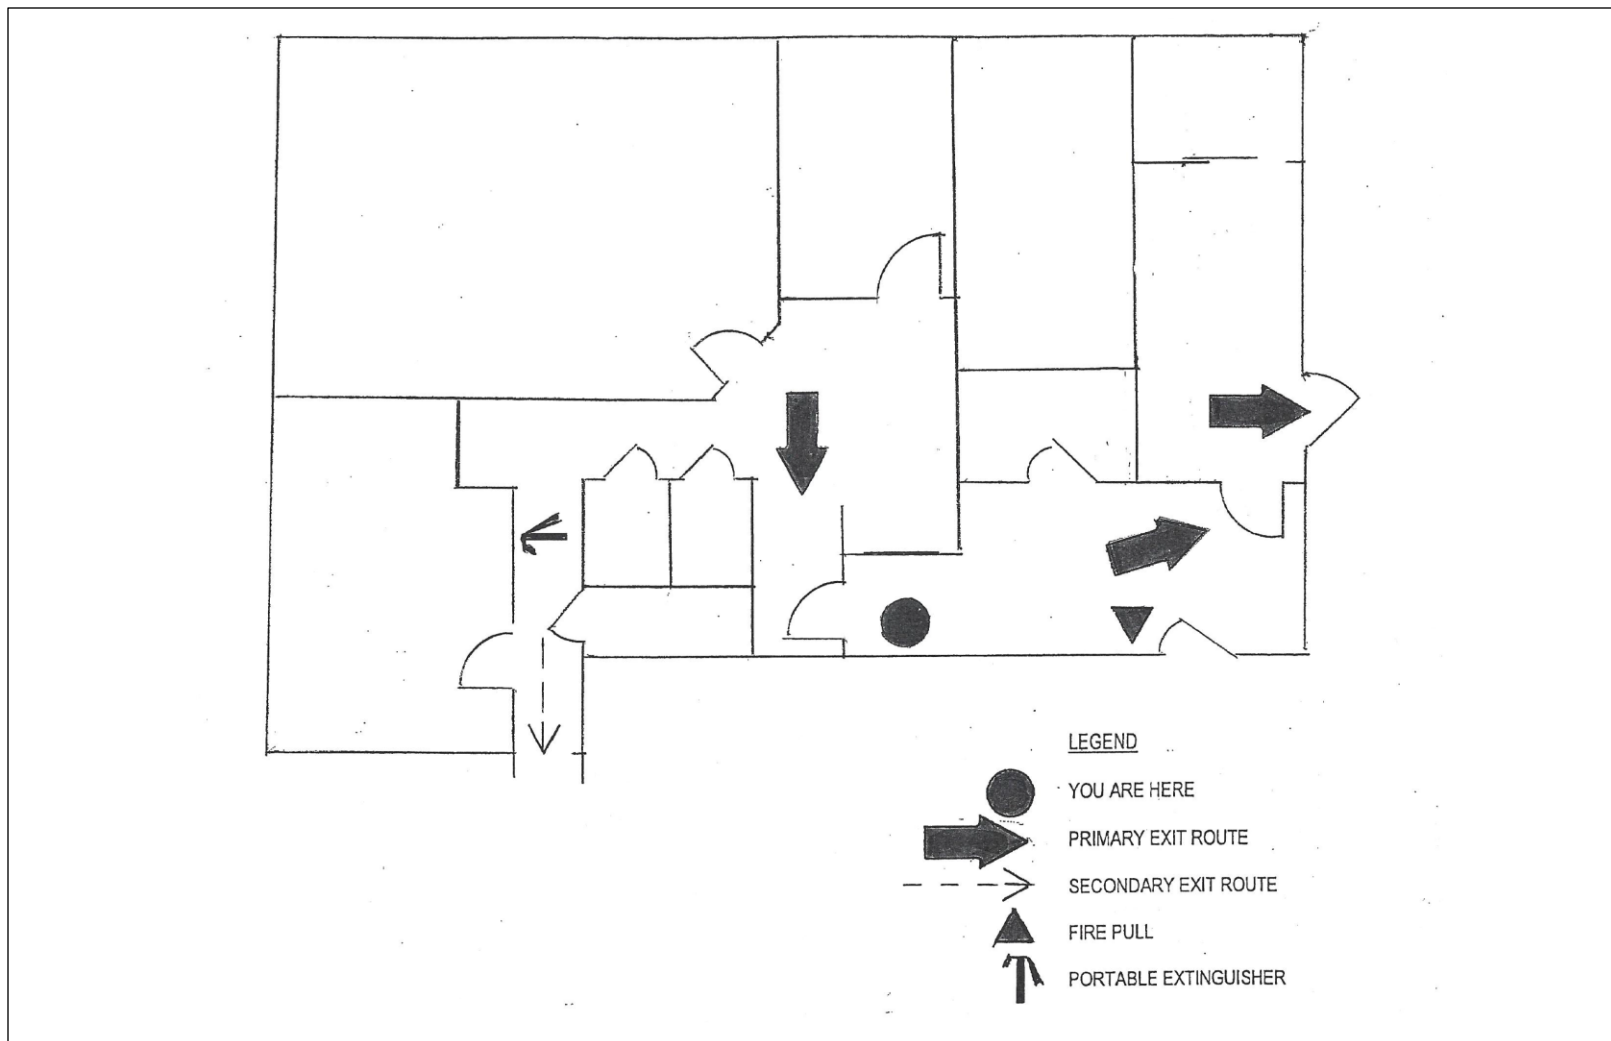 LEGEND
YOU ARE HERE
PRIMARY EXIT ROUTE
SECONDARY EXIT ROUTE
FIRE PULL
PORTABLE EXTINGUISHER